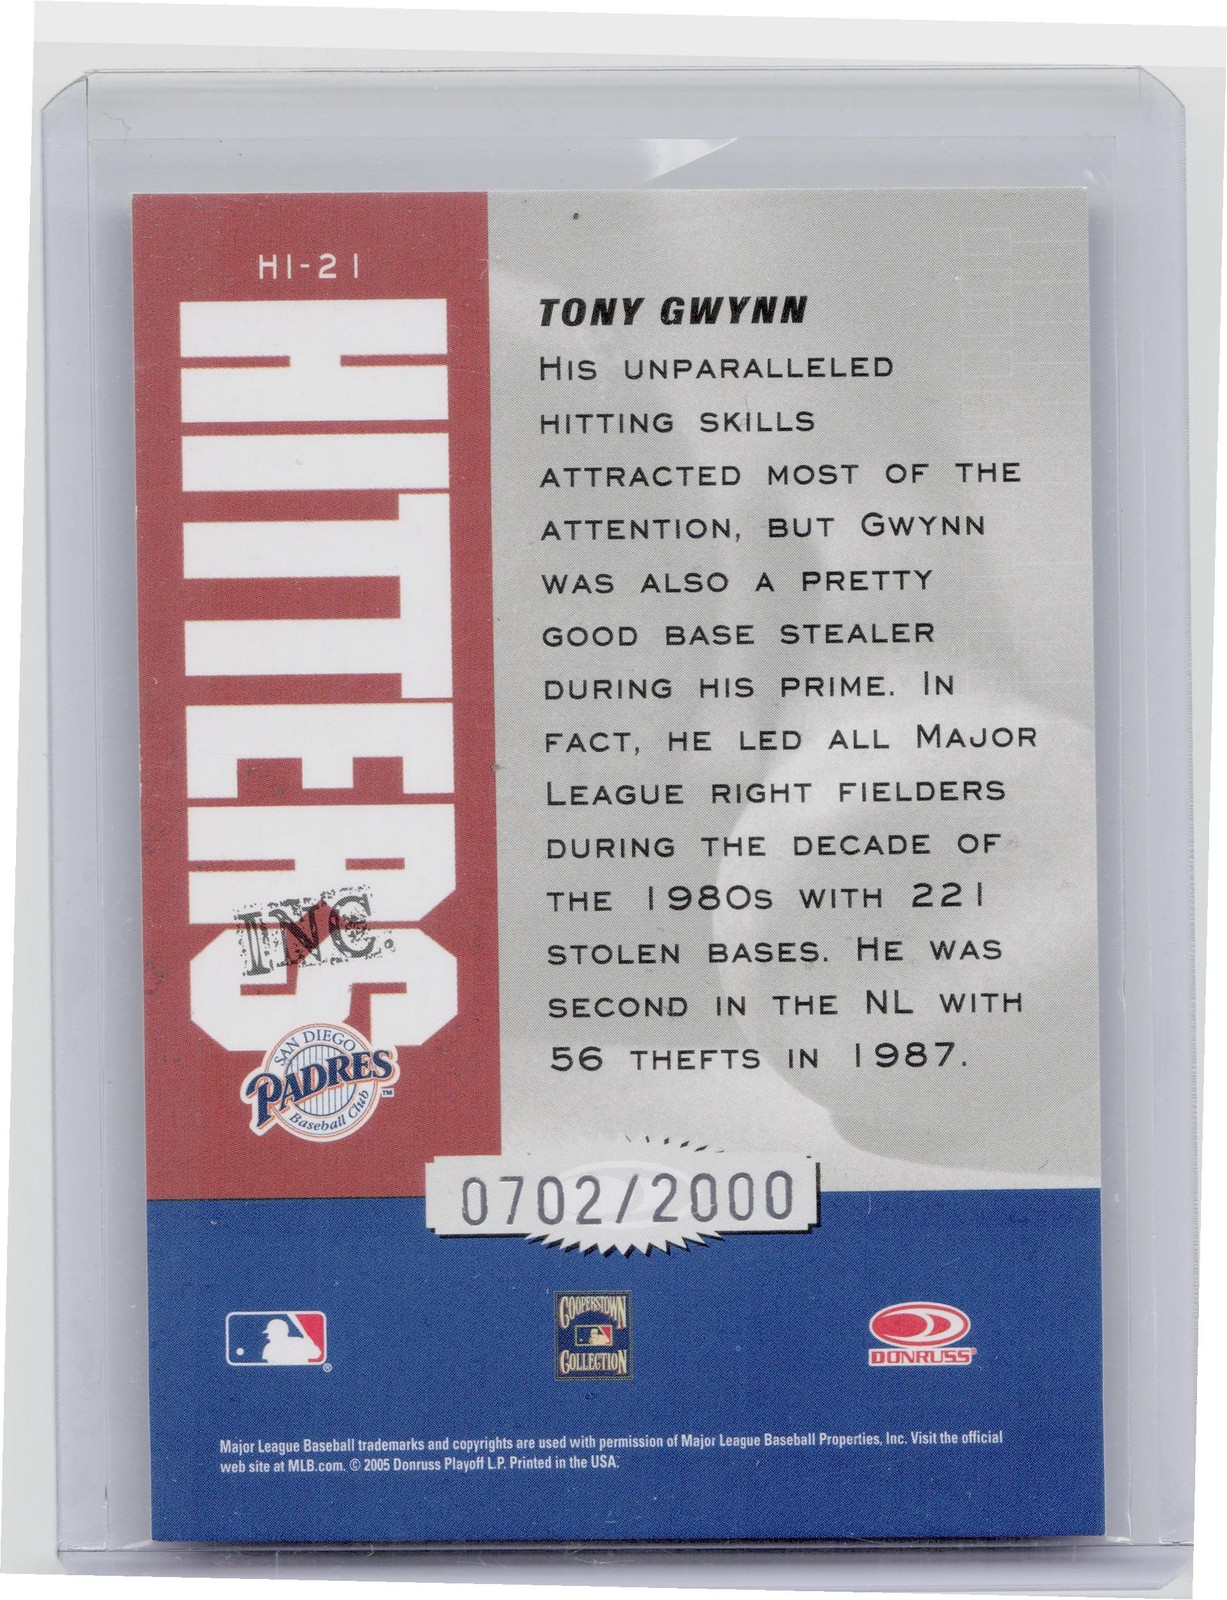 HI-21
HITTERS
INC.
SAN DIEGO
PADRES™
Baseball Club
TONY GWYNN
HIS UNPARALLELED
HITTING SKILLS
ATTRACTED MOST OF THE
ATTENTION, BUT GWYNN
WAS ALSO A PRETTY
GOOD BASE STEALER
DURING HIS PRIME. IN
FACT, HE LED ALL MAJOR
LEAGUE RIGHT FIELDERS
DURING THE DECADE OF
THE 1980S WITH 221
STOLEN BASES. HE WAS
SECOND IN THE NL WITH
56 THEFTS IN 1987.
0702/2000
COOPERSTOWN
COLLECTION
DONRUSS®
Major League Baseball trademarks and copyrights are used with permission of Major League Baseball Properties, Inc. Visit the official
web site at MLB.com. © 2005 Donruss Playoff L.P. Printed in the USA.